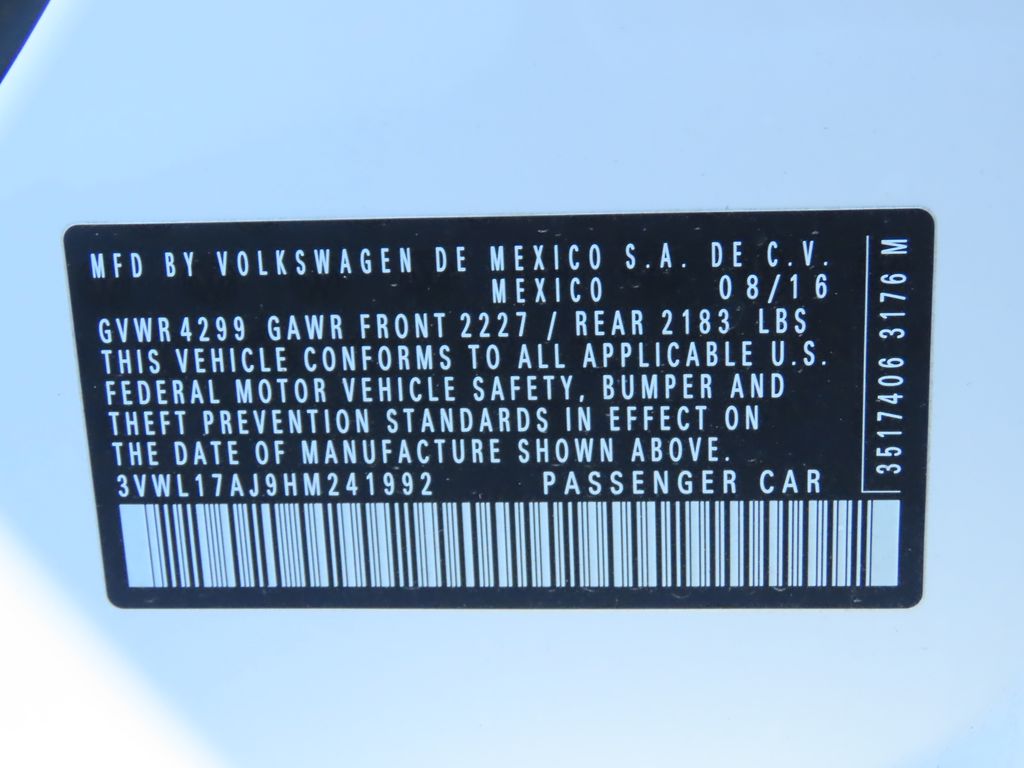 MFD BY VOLKSWAGEN DE MEXICO S.A. DE C.V.
MEXICO 08/16
GVWR 4299 GAWR FRONT 2227 / REAR 2183 LBS
THIS VEHICLE CONFORMS TO ALL APPLICABLE U.S.
FEDERAL MOTOR VEHICLE SAFETY, BUMPER AND
THEFT PREVENTION STANDARDS IN EFFECT ON
THE DATE OF MANUFACTURE SHOWN ABOVE.
3VWL17AJ9HM241992 PASSENGER CAR
3517406 3176 M